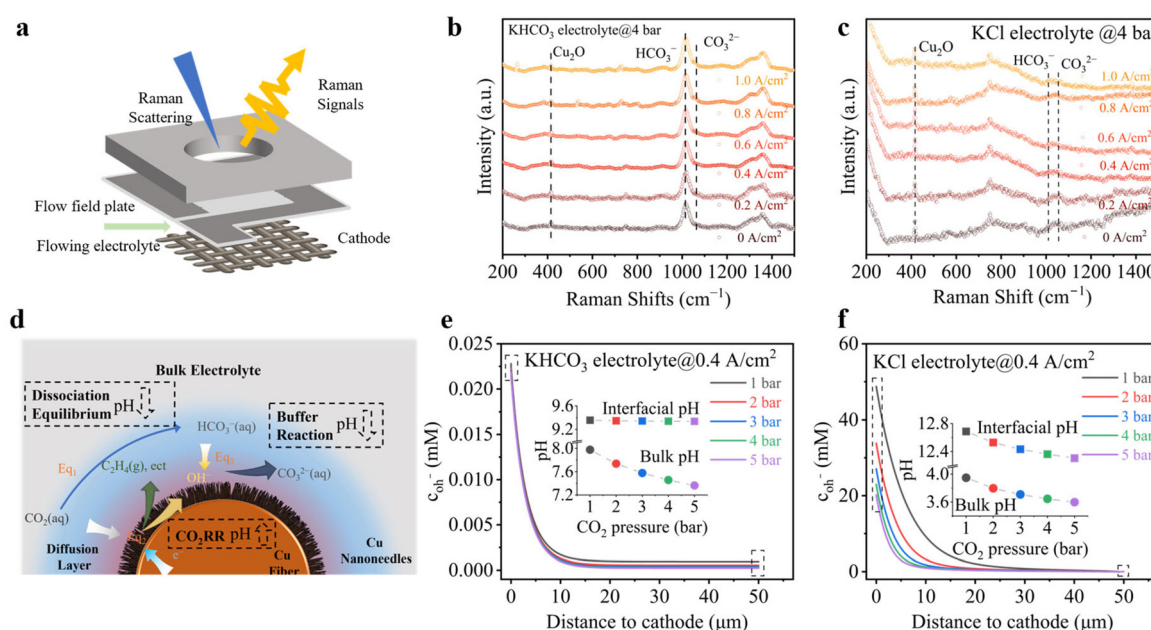 a
Raman
Scattering
Raman
Signals
Flow field plate
Flowing electrolyte
Cathode
b
KHCO₃ electrolyte@4 bar
Cu₂O
HCO₃⁻
CO₃²⁻
1.0 A/cm²
0.8 A/cm²
0.6 A/cm²
0.4 A/cm²
0.2 A/cm²
0 A/cm²
Intensity (a.u.)
200 400 600 800 1000 1200 1400
Raman Shifts (cm⁻¹)
c
KCl electrolyte @4 bar
Cu₂O
HCO₃⁻
CO₃²⁻
1.0 A/cm²
0.8 A/cm²
0.6 A/cm²
0.4 A/cm²
0.2 A/cm²
0 A/cm²
Intensity (a.u.)
200 400 600 800 1000 1200 1400
Raman Shift (cm⁻¹)
d
Bulk Electrolyte
Dissociation
Equilibrium
pH
Buffer
Reaction
pH
HCO₃⁻(aq)
Eq₁
C₂H₄(g), ect
OH⁻
CO₃²⁻(aq)
CO₂(aq)
Diffusion
Layer
CO₂RR pH
e⁻
Cu
Fiber
Cu
Nanoneedles
e
KHCO₃ electrolyte@0.4 A/cm²
1 bar
2 bar
3 bar
4 bar
5 bar
0.025
0.020
0.015
0.010
0.005
0.000
c_oh⁻ (mM)
9.6
9.2
8.0
7.6
7.2
pH
Interfacial pH
Bulk pH
1 2 3 4 5
CO₂ pressure (bar)
0 10 20 30 40 50
Distance to cathode (μm)
f
KCl electrolyte@0.4 A/cm²
1 bar
2 bar
3 bar
4 bar
5 bar
60
40
20
0
c_oh⁻ (mM)
12.8
12.4
4.0
3.6
pH
Interfacial pH
Bulk pH
1 2 3 4 5
CO₂ pressure (bar)
0 10 20 30 40 50
Distance to cathode (μm)